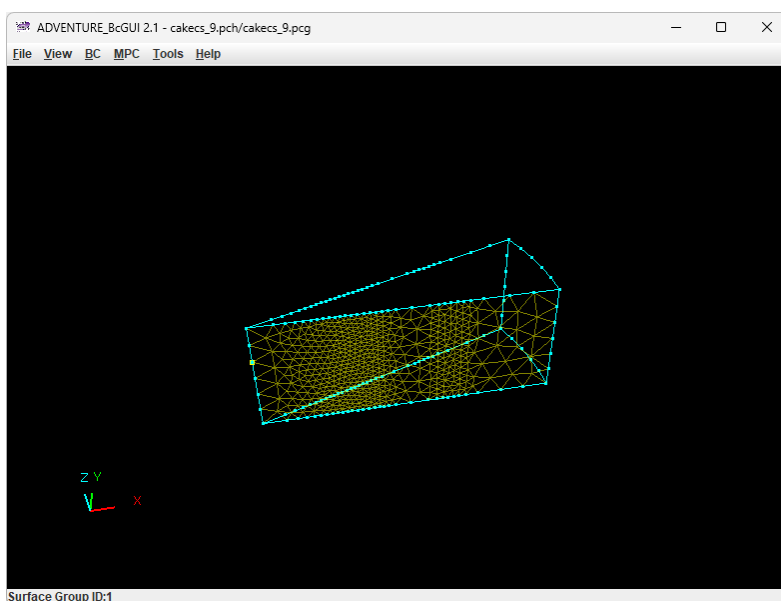 ADVENTURE_BcGUI 2.1 - cakecs_9.pch/cakecs_9.pcg
File View BC MPC Tools Help
Z Y
X
Surface Group ID:1